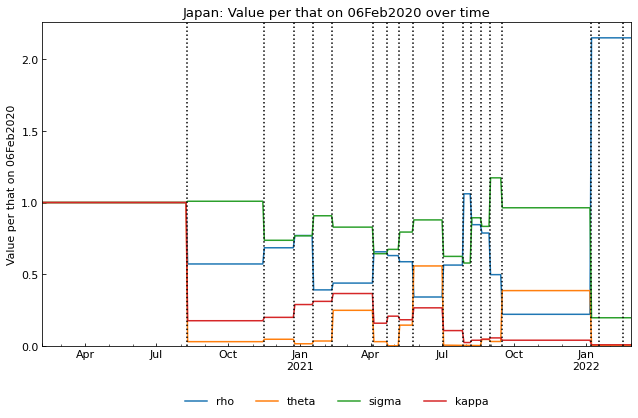 Japan: Value per that on 06Feb2020 over time
Value per that on 06Feb2020
2.0
1.5
1.0
0.5
0.0
Apr Jul Oct Jan Apr Jul Oct Jan
2021 2022
rho theta sigma kappa